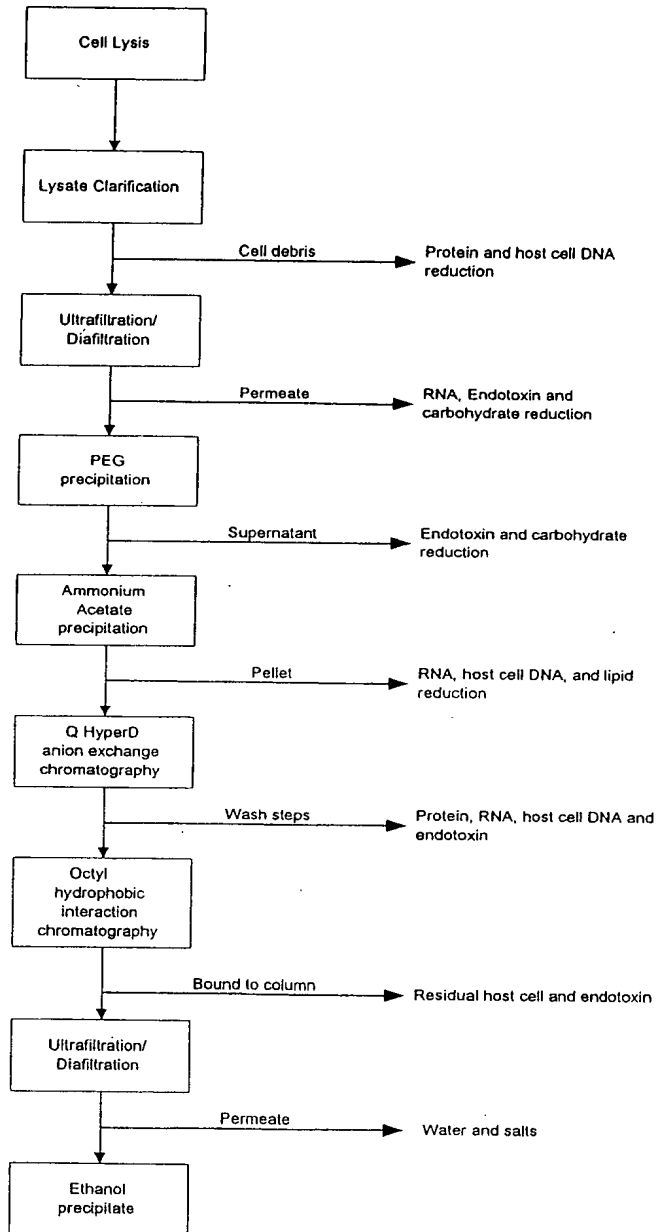 Cell Lysis
Lysate Clarification
Cell debris
Protein and host cell DNA
reduction
Ultrafiltration/
Diafiltration
Permeate
RNA, Endotoxin and
carbohydrate reduction
PEG
precipitation
Supernatant
Endotoxin and carbohydrate
reduction
Ammonium
Acetate
precipitation
Pellet
RNA, host cell DNA, and lipid
reduction
Q HyperD
anion exchange
chromatography
Wash steps
Protein, RNA, host cell DNA and
endotoxin
Octyl
hydrophobic
interaction
chromatography
Bound to column
Residual host cell and endotoxin
Ultrafiltration/
Diafiltration
Permeate
Water and salts
Ethanol
precipitate